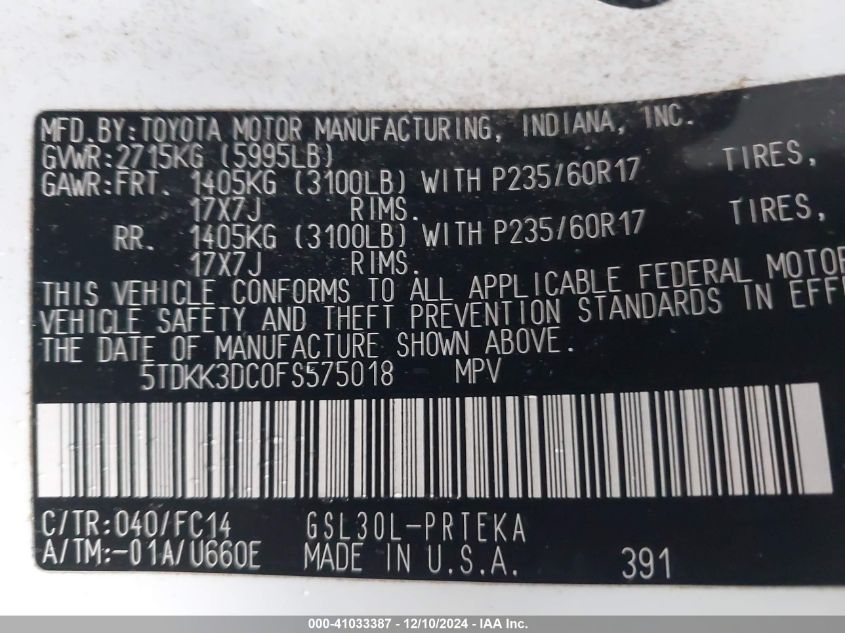 MFD.BY:TOYOTA MOTOR MANUFACTURING, INDIANA, INC.
GVWR:2715KG (5995LB)
GAWR:FRT. 1405KG (3100LB) WITH P235/60R17 TIRES,
17X7J RIMS.
RR. 1405KG (3100LB) WITH P235/60R17 TIRES,
17X7J RIMS.
THIS VEHICLE CONFORMS TO ALL APPLICABLE FEDERAL MOTOR
VEHICLE SAFETY AND THEFT PREVENTION STANDARDS IN EFF
THE DATE OF MANUFACTURE SHOWN ABOVE.
5TDKK3DC0FS575018 MPV
C/TR:040/FC14 GSL30L-PRTEKA
A/TM:-01A/U660E MADE IN U.S.A. 391
000-41033387 - 12/10/2024 - IAA Inc.